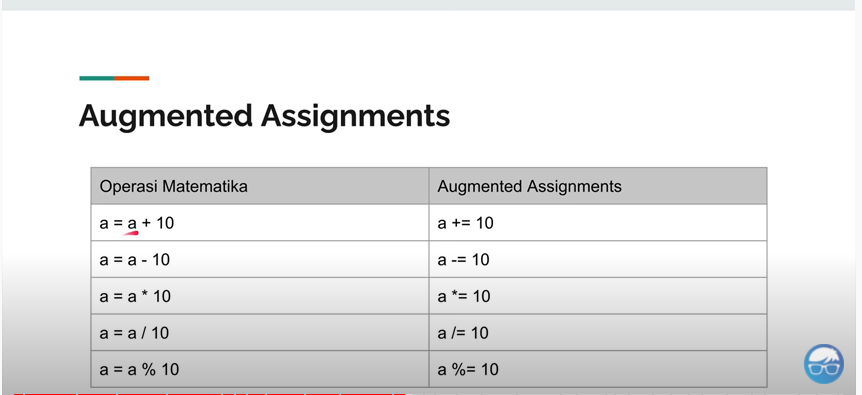 Augmented Assignments
Operasi Matematika Augmented Assignments
a = a + 10 a += 10
a = a - 10 a -= 10
a = a * 10 a *= 10
a = a / 10 a /= 10
a = a % 10 a %= 10